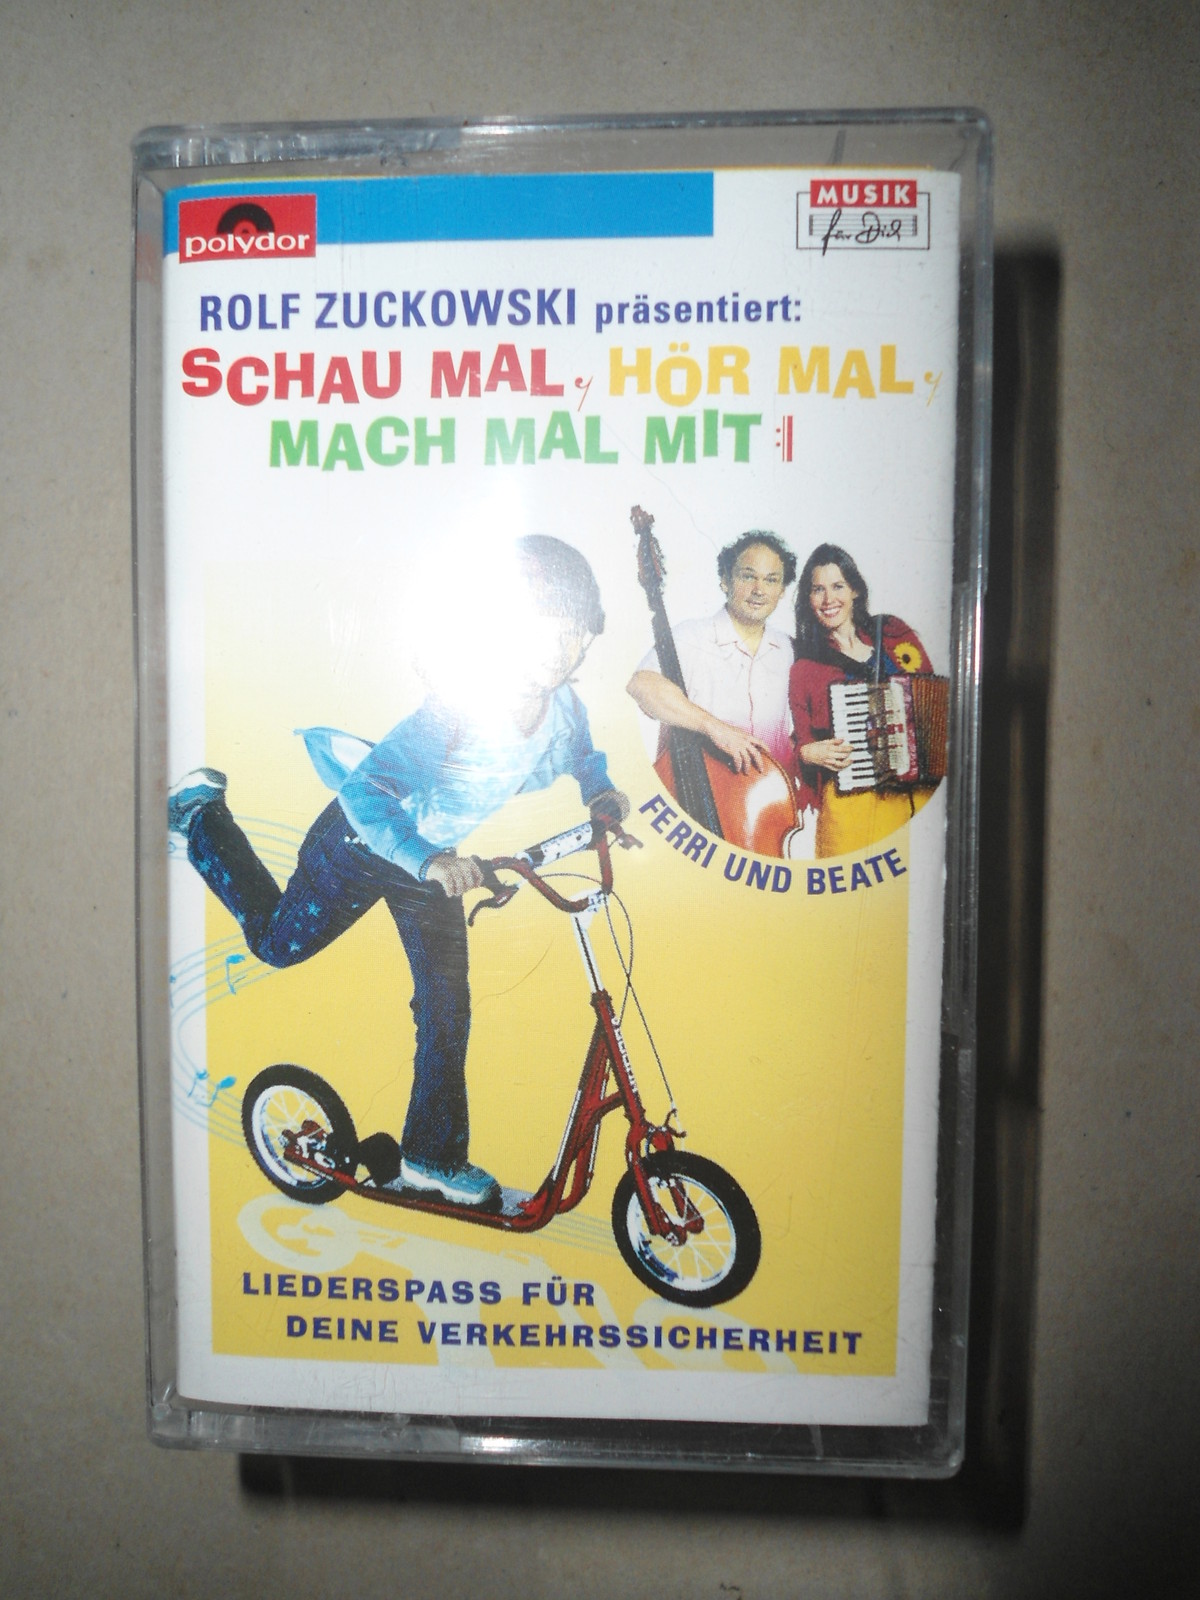 polydor
MUSIK
für Dich
ROLF ZUCKOWSKI präsentiert:
SCHAU MAL, HÖR MAL,
MACH MAL MIT
FERRI UND BEATE
LIEDERSPASS FÜR
DEINE VERKEHRSSICHERHEIT